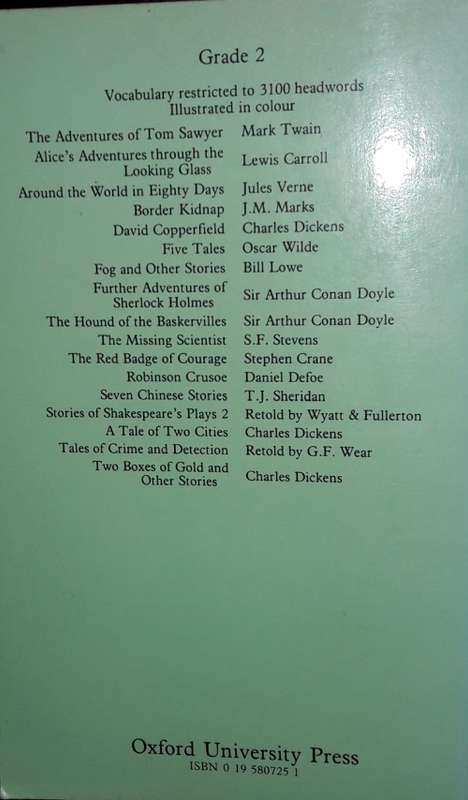 Grade 2
Vocabulary restricted to 3100 headwords
Illustrated in colour
The Adventures of Tom Sawyer Mark Twain
Alice's Adventures through the
Looking Glass Lewis Carroll
Around the World in Eighty Days Jules Verne
Border Kidnap J.M. Marks
David Copperfield Charles Dickens
Five Tales Oscar Wilde
Fog and Other Stories Bill Lowe
Further Adventures of
Sherlock Holmes Sir Arthur Conan Doyle
The Hound of the Baskervilles Sir Arthur Conan Doyle
The Missing Scientist S.F. Stevens
The Red Badge of Courage Stephen Crane
Robinson Crusoe Daniel Defoe
Seven Chinese Stories T.J. Sheridan
Stories of Shakespeare's Plays 2 Retold by Wyatt & Fullerton
A Tale of Two Cities Charles Dickens
Tales of Crime and Detection Retold by G.F. Wear
Two Boxes of Gold and
Other Stories Charles Dickens
Oxford University Press
ISBN 0 19 580725 1